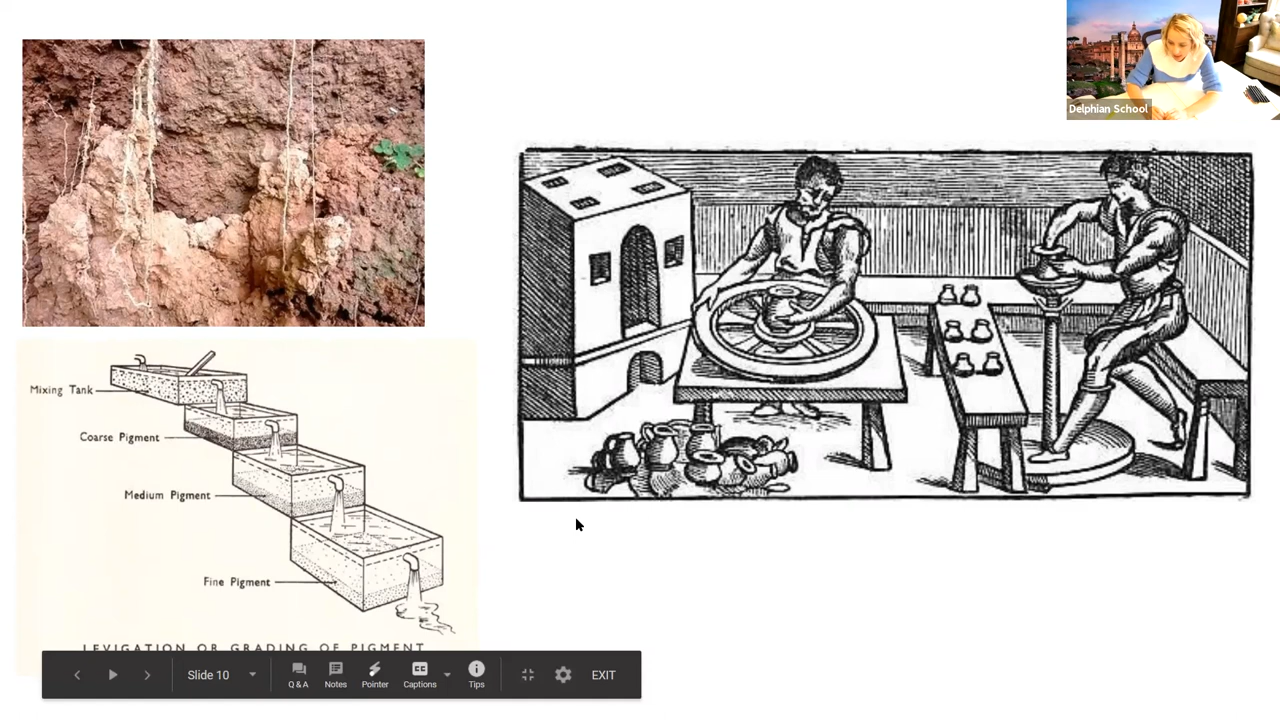 Delphian School
Mixing Tank
Coarse Pigment
Medium Pigment
Fine Pigment
LEVIGATION OR GRADING OF PIGMENT
Slide 10
Q & A
Notes
Pointer
CC
Captions
Tips
EXIT